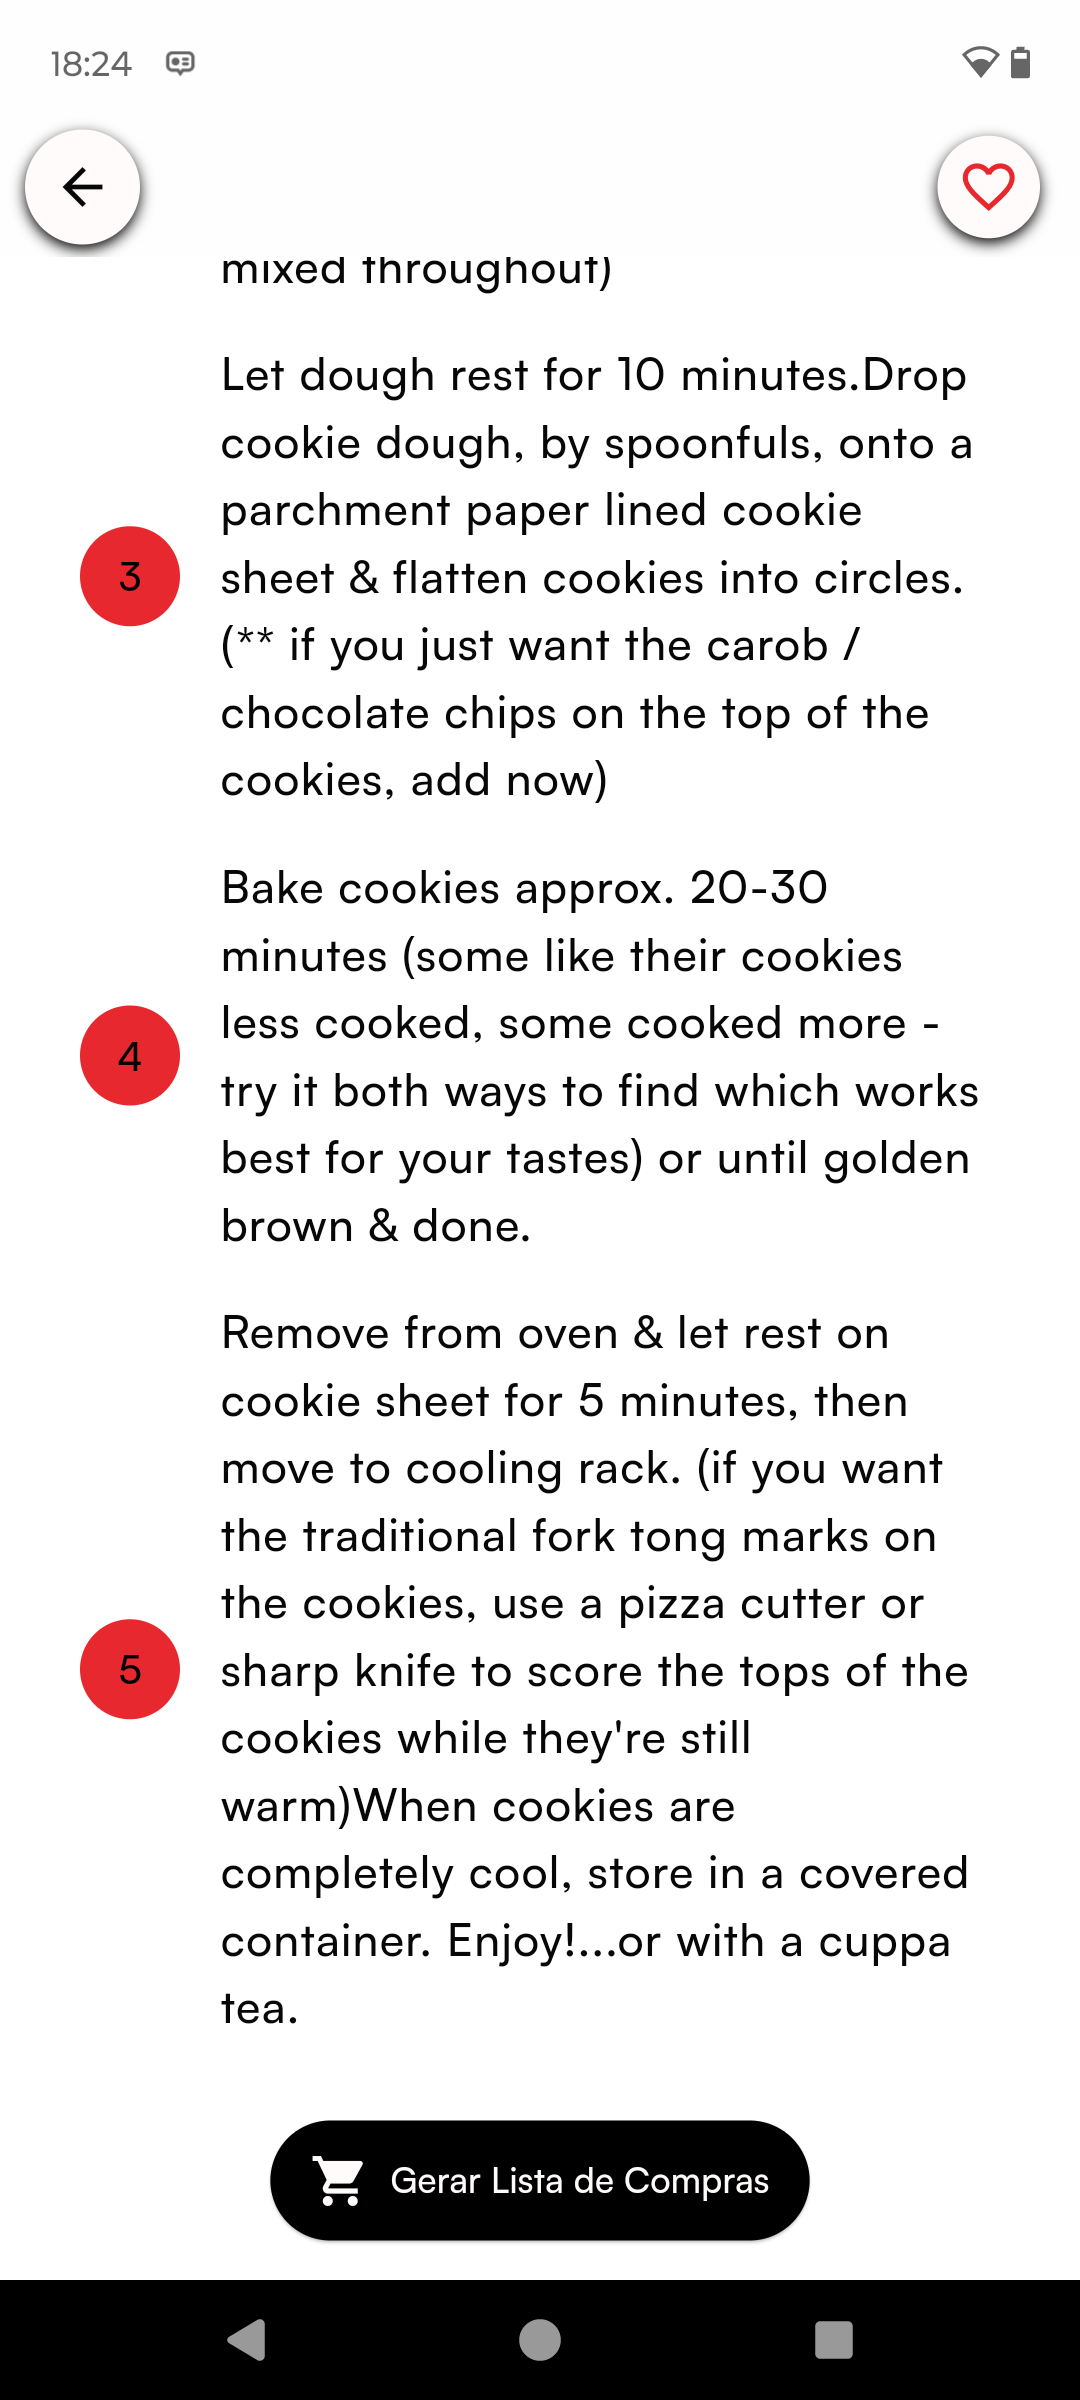 18:24
mixed throughout)
Let dough rest for 10 minutes.Drop
cookie dough, by spoonfuls, onto a
parchment paper lined cookie
3
sheet & flatten cookies into circles.
(** if you just want the carob /
chocolate chips on the top of the
cookies, add now)
Bake cookies approx. 20-30
minutes (some like their cookies
less cooked, some cooked more -
4
try it both ways to find which works
best for your tastes) or until golden
brown & done.
Remove from oven & let rest on
cookie sheet for 5 minutes, then
move to cooling rack. (if you want
the traditional fork tong marks on
the cookies, use a pizza cutter or
5
sharp knife to score the tops of the
cookies while they're still
warm)When cookies are
completely cool, store in a covered
container. Enjoy!...or with a cuppa
tea.
Gerar Lista de Compras